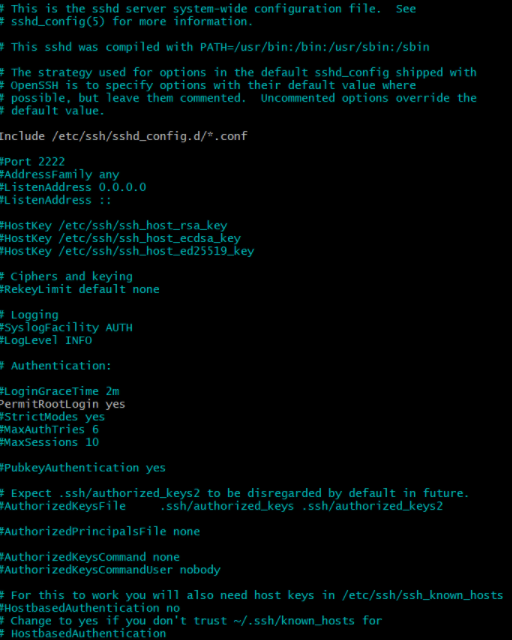 # This is the sshd server system-wide configuration file.  See
# sshd_config(5) for more information.

# This sshd was compiled with PATH=/usr/bin:/bin:/usr/sbin:/sbin

# The strategy used for options in the default sshd_config shipped with
# OpenSSH is to specify options with their default value where
# possible, but leave them commented.  Uncommented options override the
# default value.

Include /etc/ssh/sshd_config.d/*.conf

#Port 2222
#AddressFamily any
#ListenAddress 0.0.0.0
#ListenAddress ::

#HostKey /etc/ssh/ssh_host_rsa_key
#HostKey /etc/ssh/ssh_host_ecdsa_key
#HostKey /etc/ssh/ssh_host_ed25519_key

# Ciphers and keying
#RekeyLimit default none

# Logging
#SyslogFacility AUTH
#LogLevel INFO

# Authentication:

#LoginGraceTime 2m
PermitRootLogin yes
#StrictModes yes
#MaxAuthTries 6
#MaxSessions 10

#PubkeyAuthentication yes

# Expect .ssh/authorized_keys2 to be disregarded by default in future.
#AuthorizedKeysFile     .ssh/authorized_keys .ssh/authorized_keys2

#AuthorizedPrincipalsFile none

#AuthorizedKeysCommand none
#AuthorizedKeysCommandUser nobody

# For this to work you will also need host keys in /etc/ssh/ssh_known_hosts
#HostbasedAuthentication no
# Change to yes if you don't trust ~/.ssh/known_hosts for
# HostbasedAuthentication